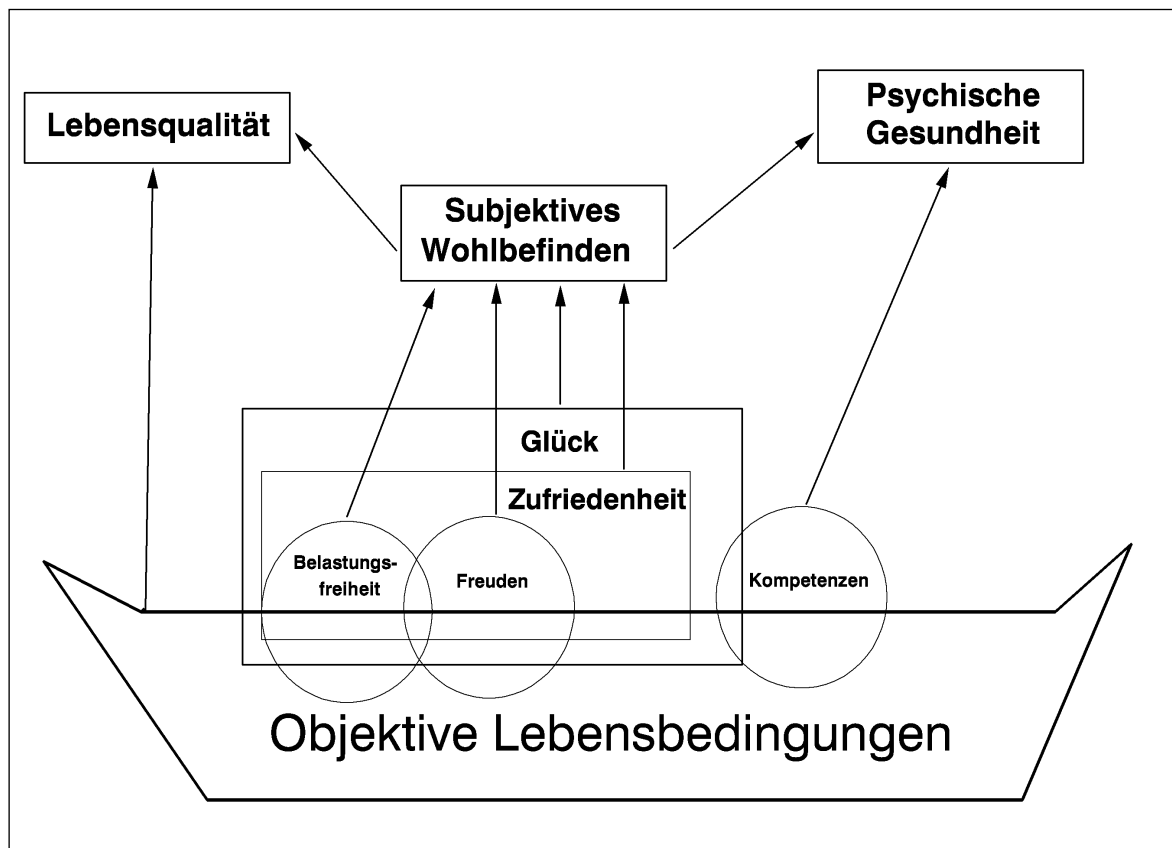 Lebensqualität
Psychische
Gesundheit
Subjektives
Wohlbefinden
Glück
Zufriedenheit
Belastungs-
freiheit
Freuden
Kompetenzen
Objektive Lebensbedingungen